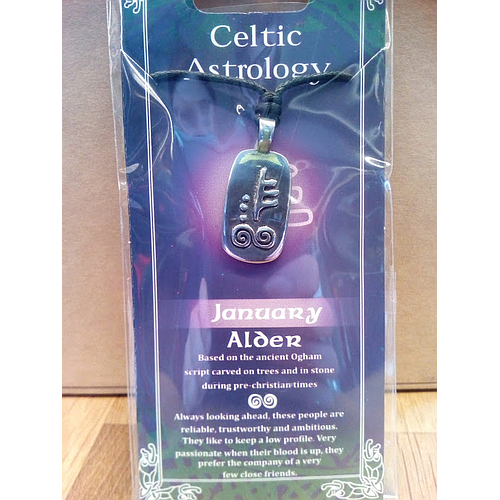 Celtic
Astrology
January
Alder
Based on the ancient Ogham
script carved on trees and in stone
during pre-christian times
Always looking ahead, these people are
reliable, trustworthy and ambitious.
They like to keep a low profile. Very
passionate when their blood is up, they
prefer the company of a very
few close friends.